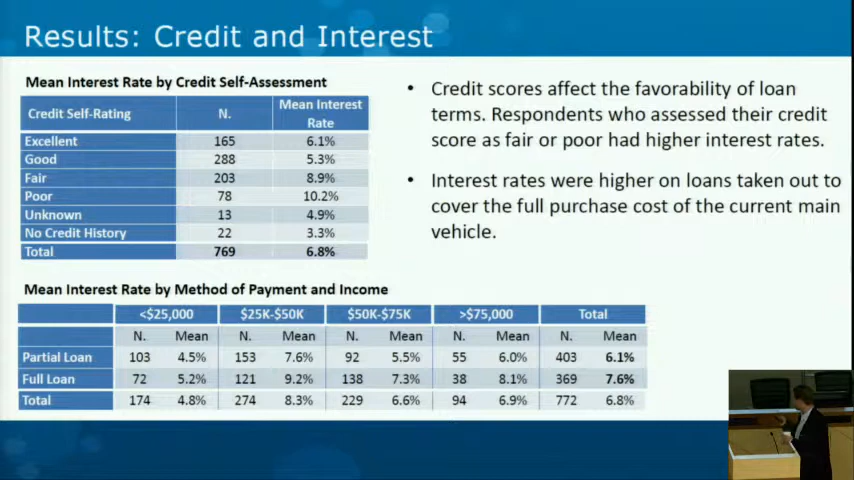 Results: Credit and Interest
Mean Interest Rate by Credit Self-Assessment
Credit Self-Rating N. Mean Interest Rate
Excellent 165 6.1%
Good 288 5.3%
Fair 203 8.9%
Poor 78 10.2%
Unknown 13 4.9%
No Credit History 22 3.3%
Total 769 6.8%
• Credit scores affect the favorability of loan
terms. Respondents who assessed their credit
score as fair or poor had higher interest rates.
• Interest rates were higher on loans taken out to
cover the full purchase cost of the current main
vehicle.
Mean Interest Rate by Method of Payment and Income
<$25,000 $25K-$50K $50K-$75K >$75,000 Total
N. Mean N. Mean N. Mean N. Mean N. Mean
Partial Loan 103 4.5% 153 7.6% 92 5.5% 55 6.0% 403 6.1%
Full Loan 72 5.2% 121 9.2% 138 7.3% 38 8.1% 369 7.6%
Total 174 4.8% 274 8.3% 229 6.6% 94 6.9% 772 6.8%